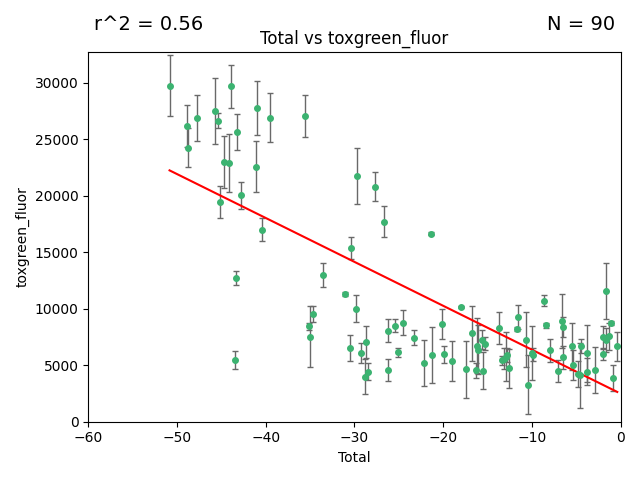 r^2 = 0.56
N = 90
Total vs toxgreen_fluor
30000
25000
20000
15000
10000
5000
0
toxgreen_fluor
−60
−50
−40
−30
−20
−10
0
Total